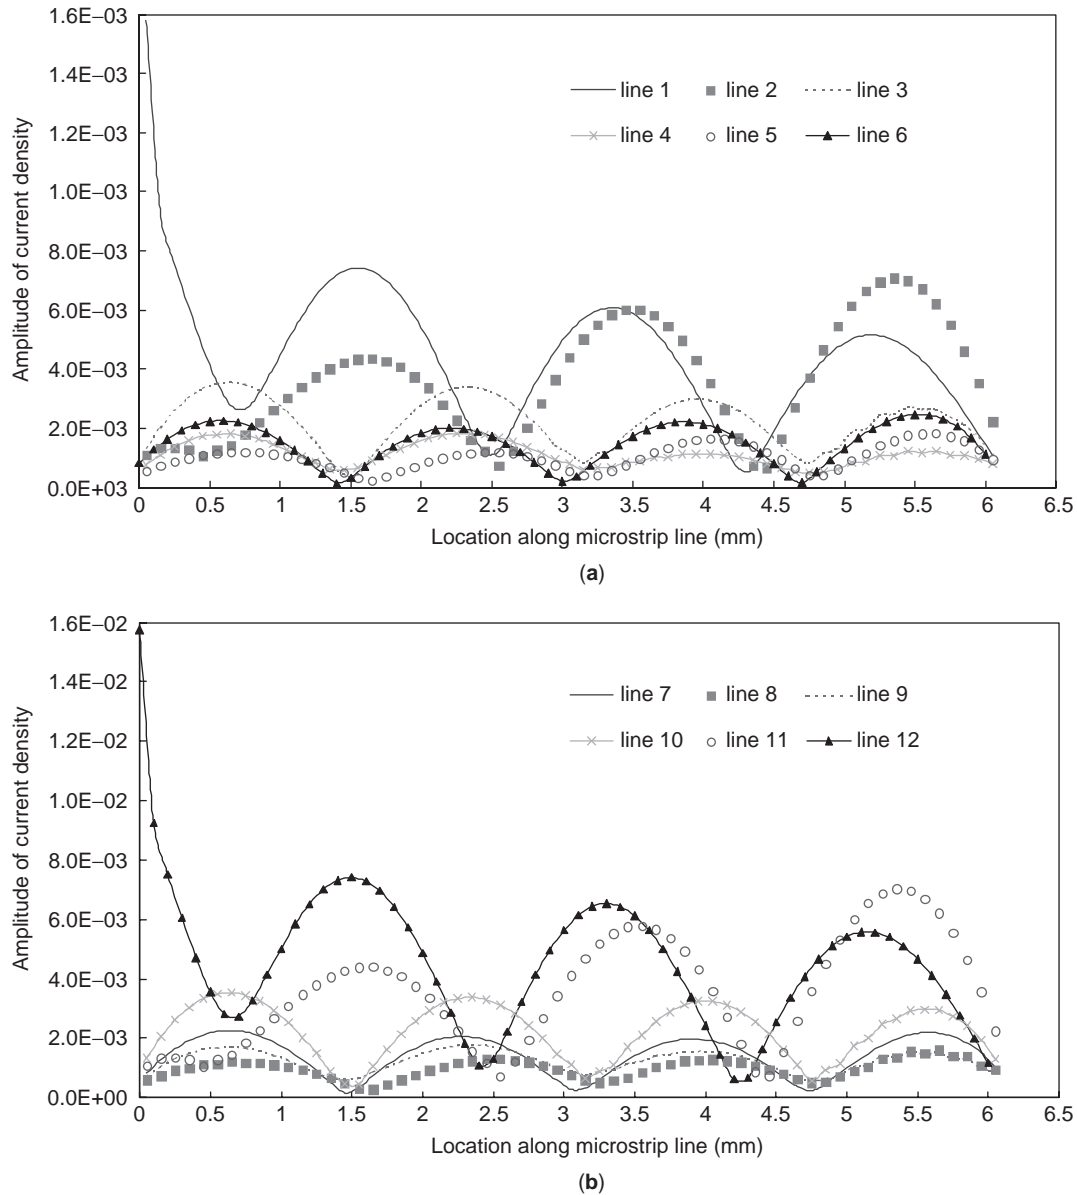 1.6E−03
1.4E−03
1.2E−03
1.0E−03
8.0E−03
6.0E−03
4.0E−03
2.0E−03
0.0E+03
Amplitude of current density
line 1 line 2 line 3
line 4 line 5 line 6
0 0.5 1 1.5 2 2.5 3 3.5 4 4.5 5 5.5 6 6.5
Location along microstrip line (mm)
(a)
1.6E−02
1.4E−02
1.2E−02
1.0E−02
8.0E−03
6.0E−03
4.0E−03
2.0E−03
0.0E+00
Amplitude of current density
line 7 line 8 line 9
line 10 line 11 line 12
0 0.5 1 1.5 2 2.5 3 3.5 4 4.5 5 5.5 6 6.5
Location along microstrip line (mm)
(b)